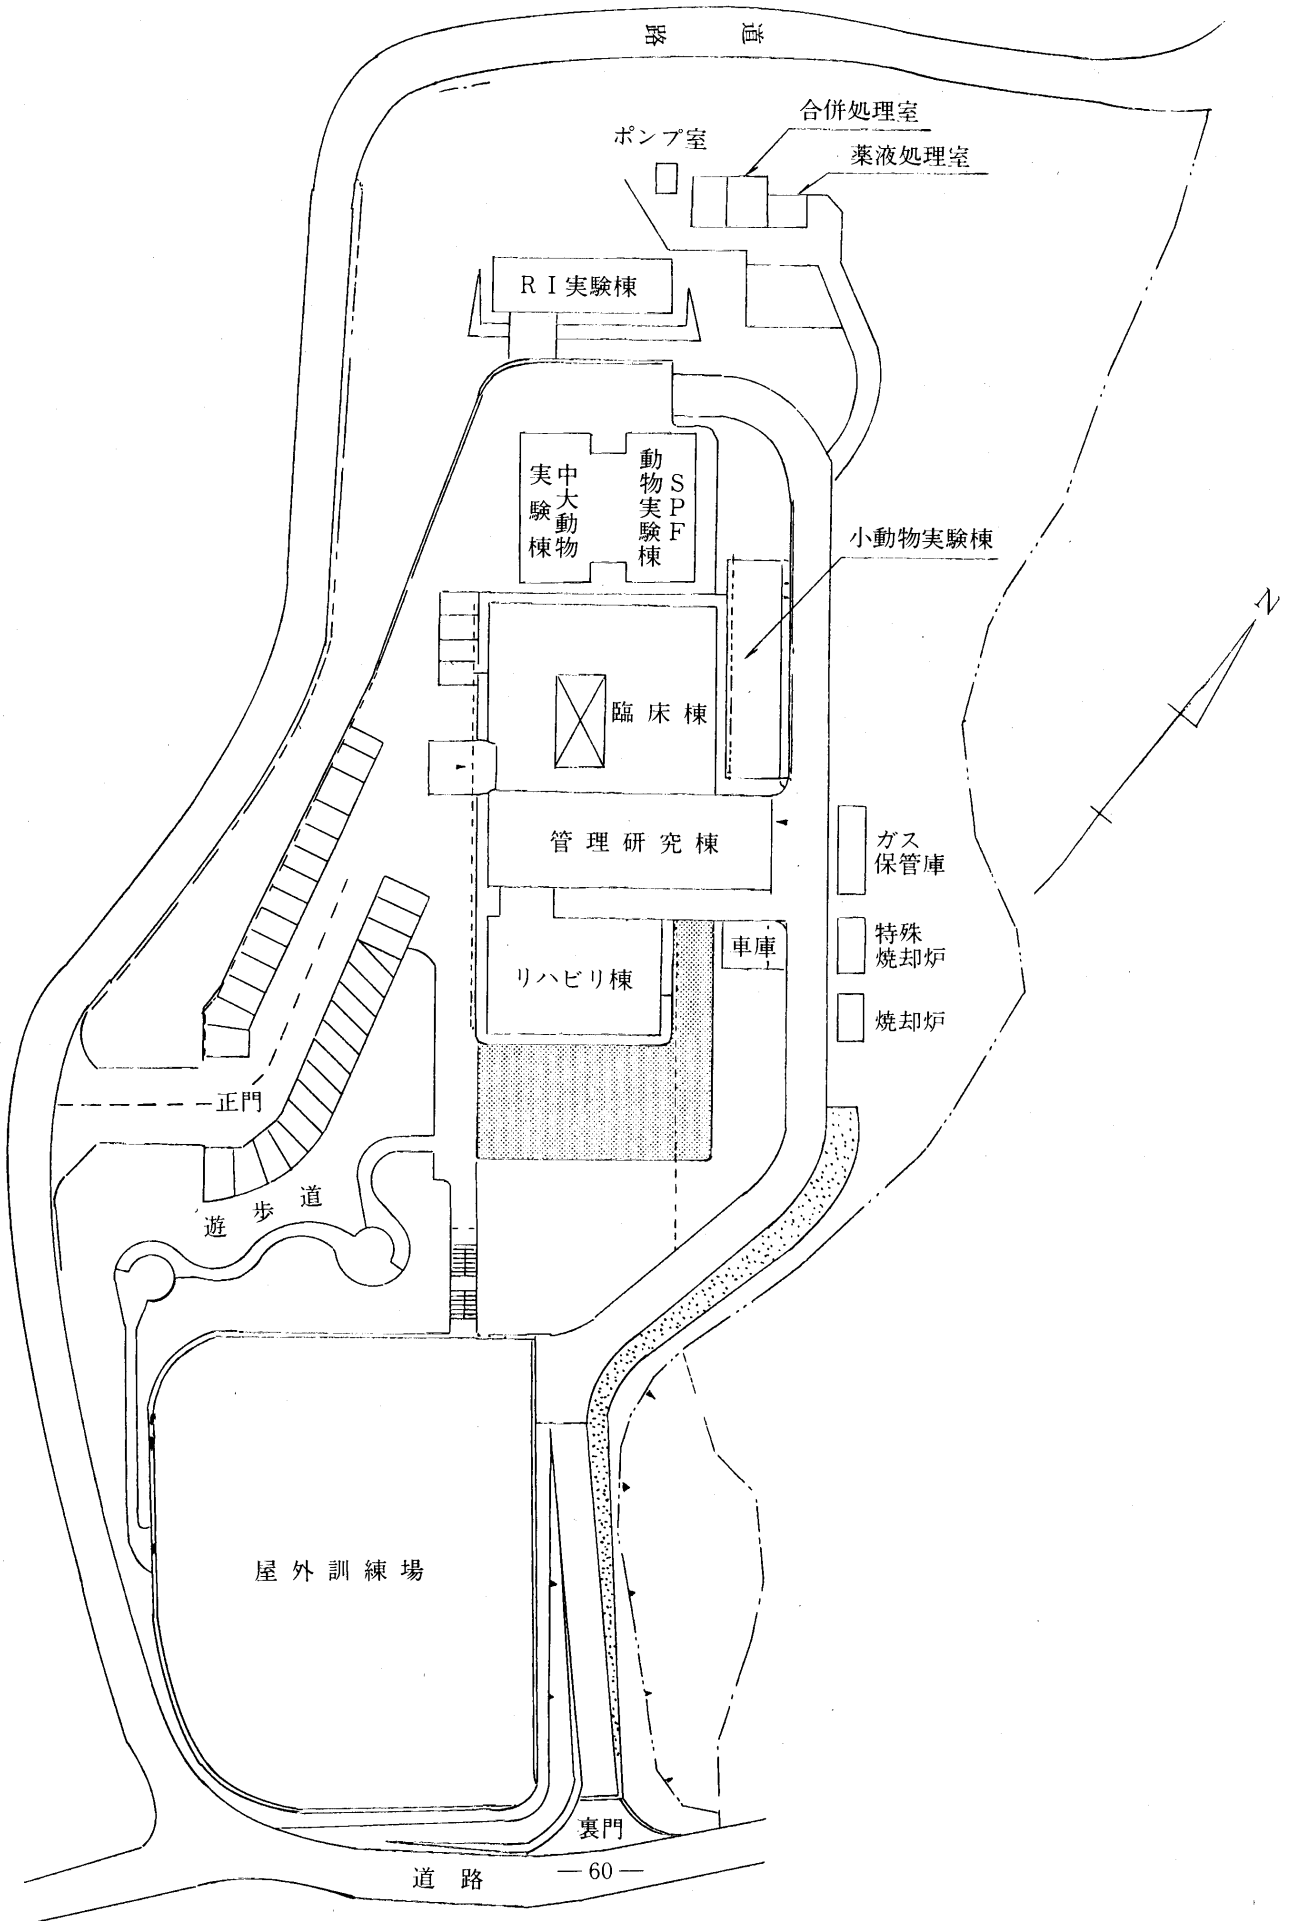 道路
合併処理室
ポンプ室
薬液処理室
RI実験棟
中大動物
実験棟
SPF
動物実験棟
小動物実験棟
N
臨床棟
管理研究棟
ガス
保管庫
特殊
焼却炉
車庫
リハビリ棟
焼却炉
正門
遊歩道
屋外訓練場
裏門
道路
—60—